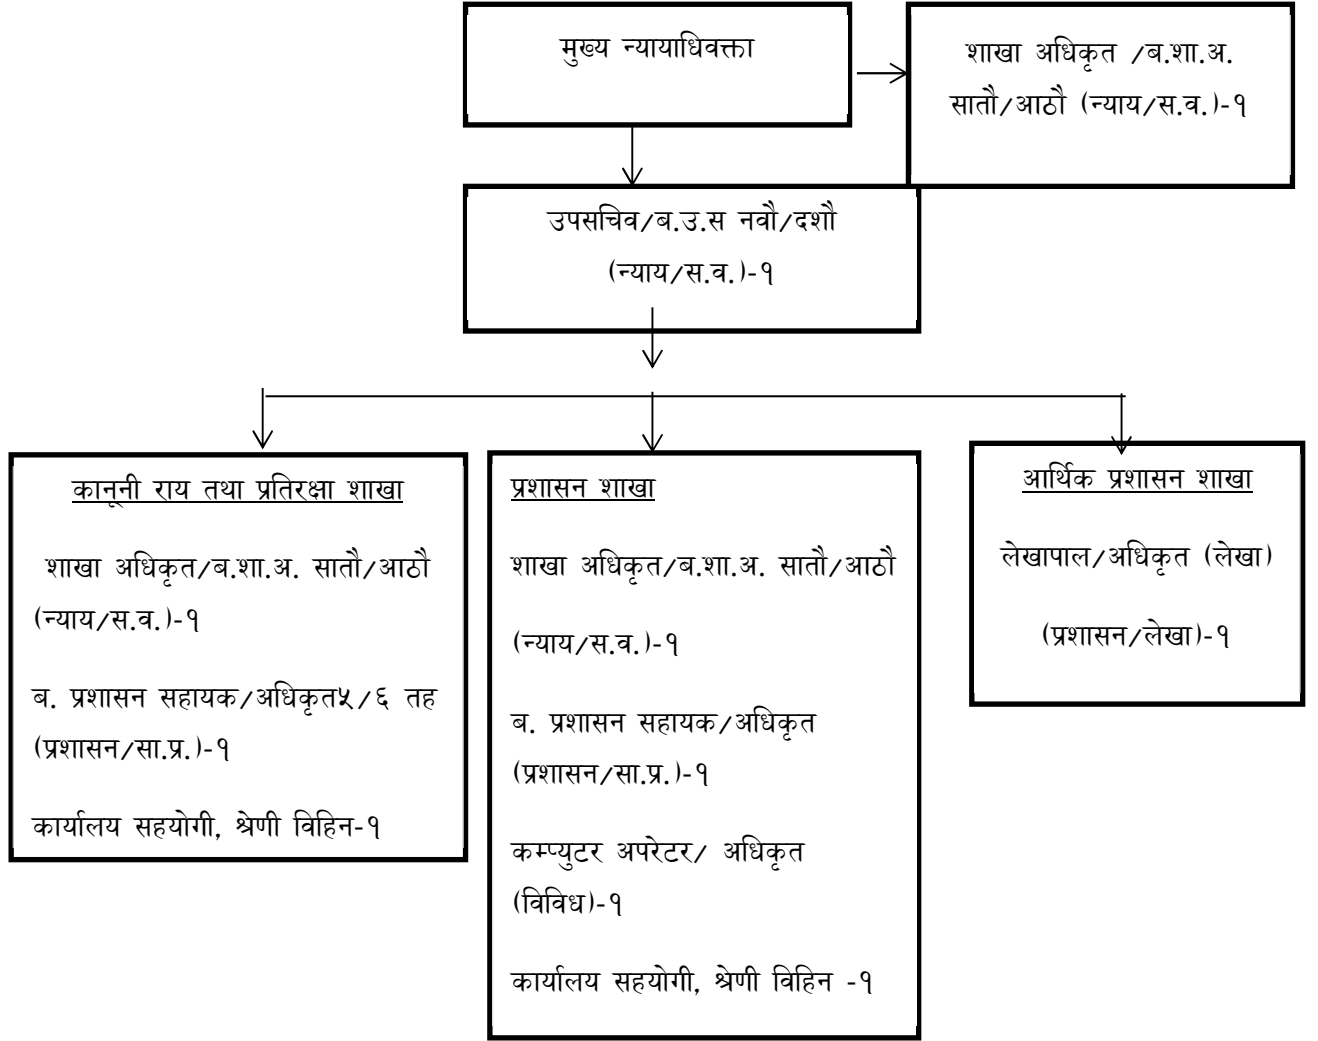 मुख्य न्यायाधिवक्ता
शाखा अधिकृत /ब.शा.अ.
सातौ/आठौ (न्याय/स.व.)-१
उपसचिव/ब.उ.स नवौ/दशौ
(न्याय/स.व.)-१
कानूनी राय तथा प्रतिरक्षा शाखा
शाखा अधिकृत/ब.शा.अ. सातौ/आठौ
(न्याय/स.व.)-१
ब. प्रशासन सहायक/अधिकृत५/६ तह
(प्रशासन/सा.प्र.)-१
कार्यालय सहयोगी, श्रेणी विहिन-१
प्रशासन शाखा
शाखा अधिकृत/ब.शा.अ. सातौ/आठौ
(न्याय/स.व.)-१
ब. प्रशासन सहायक/अधिकृत
(प्रशासन/सा.प्र.)-१
कम्प्युटर अपरेटर/ अधिकृत
(विविध)-१
कार्यालय सहयोगी, श्रेणी विहिन -१
आर्थिक प्रशासन शाखा
लेखापाल/अधिकृत (लेखा)
(प्रशासन/लेखा)-१